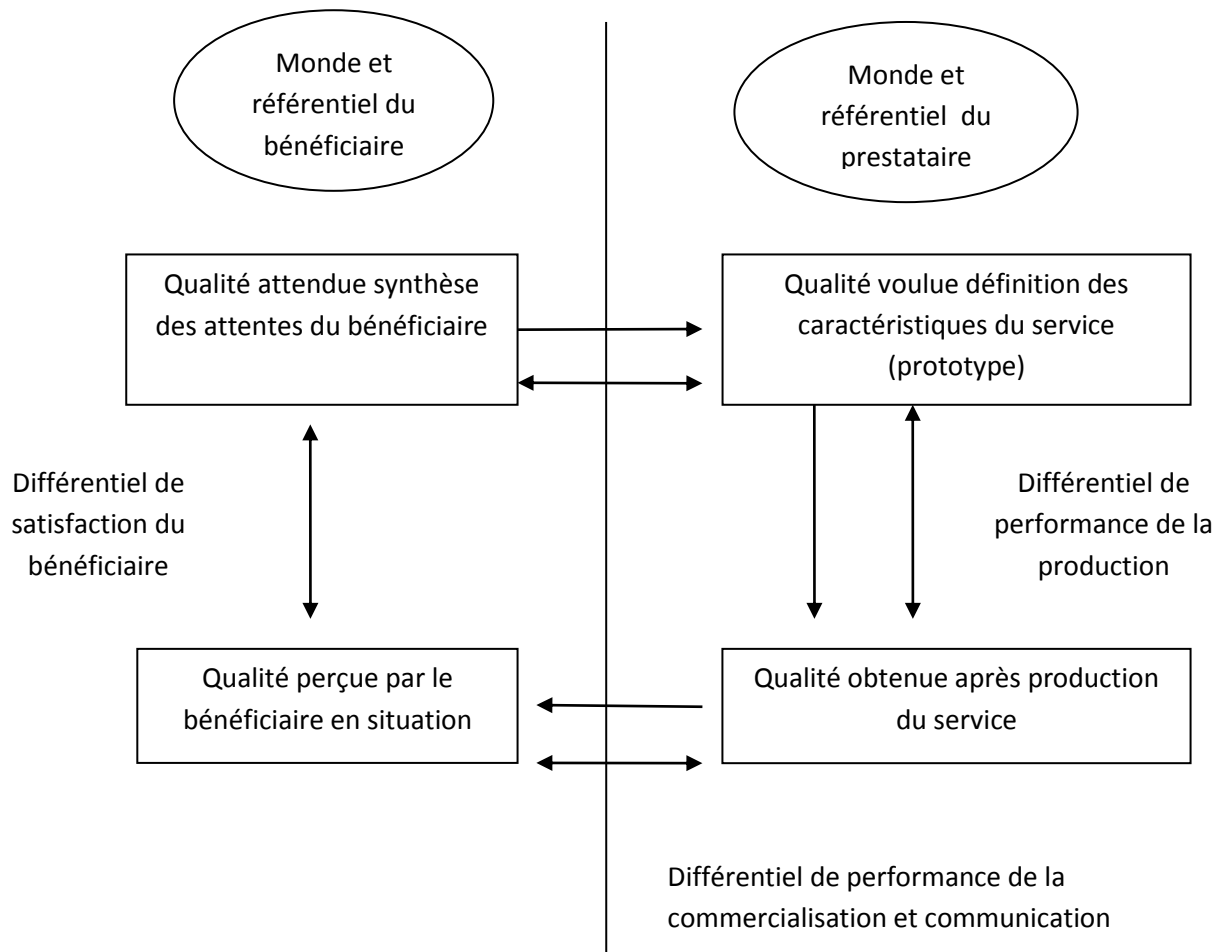 Monde et
référentiel du
bénéficiaire
Monde et
référentiel du
prestataire
Qualité attendue synthèse
des attentes du bénéficiaire
Qualité voulue définition des
caractéristiques du service
(prototype)
Différentiel de
satisfaction du
bénéficiaire
Différentiel de
performance de la
production
Qualité perçue par le
bénéficiaire en situation
Qualité obtenue après production
du service
Différentiel de performance de la
commercialisation et communication